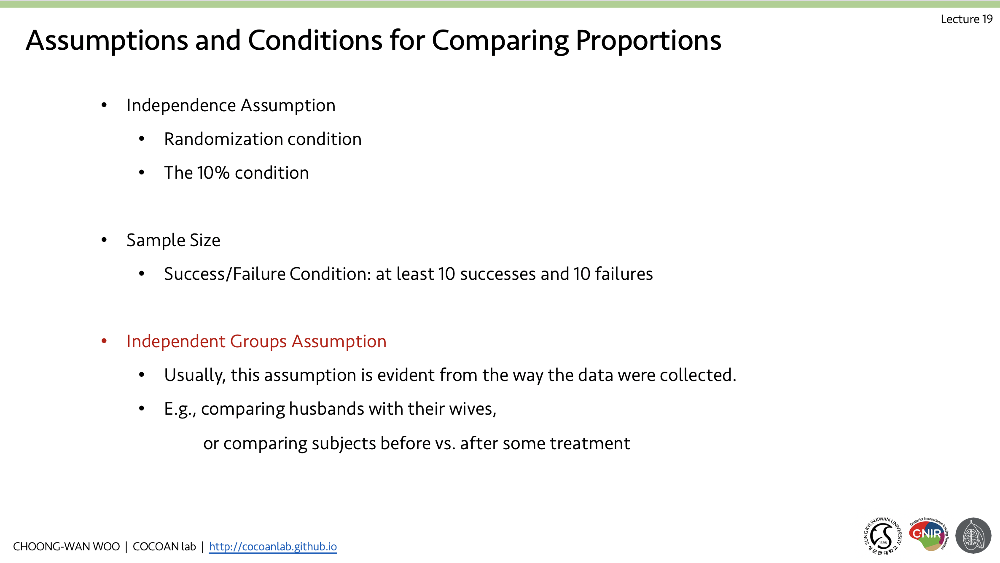 Lecture 19
Assumptions and Conditions for Comparing Proportions
• Independence Assumption
• Randomization condition
• The 10% condition
• Sample Size
• Success/Failure Condition: at least 10 successes and 10 failures
• Independent Groups Assumption
• Usually, this assumption is evident from the way the data were collected.
• E.g., comparing husbands with their wives,
or comparing subjects before vs. after some treatment
CHOONG-WAN WOO | COCOAN lab | http://cocoanlab.github.io
SUNGKYUNKWAN UNIVERSITY
1398
성균관대학교
Center for Neuroscience Imaging Research
CNIR